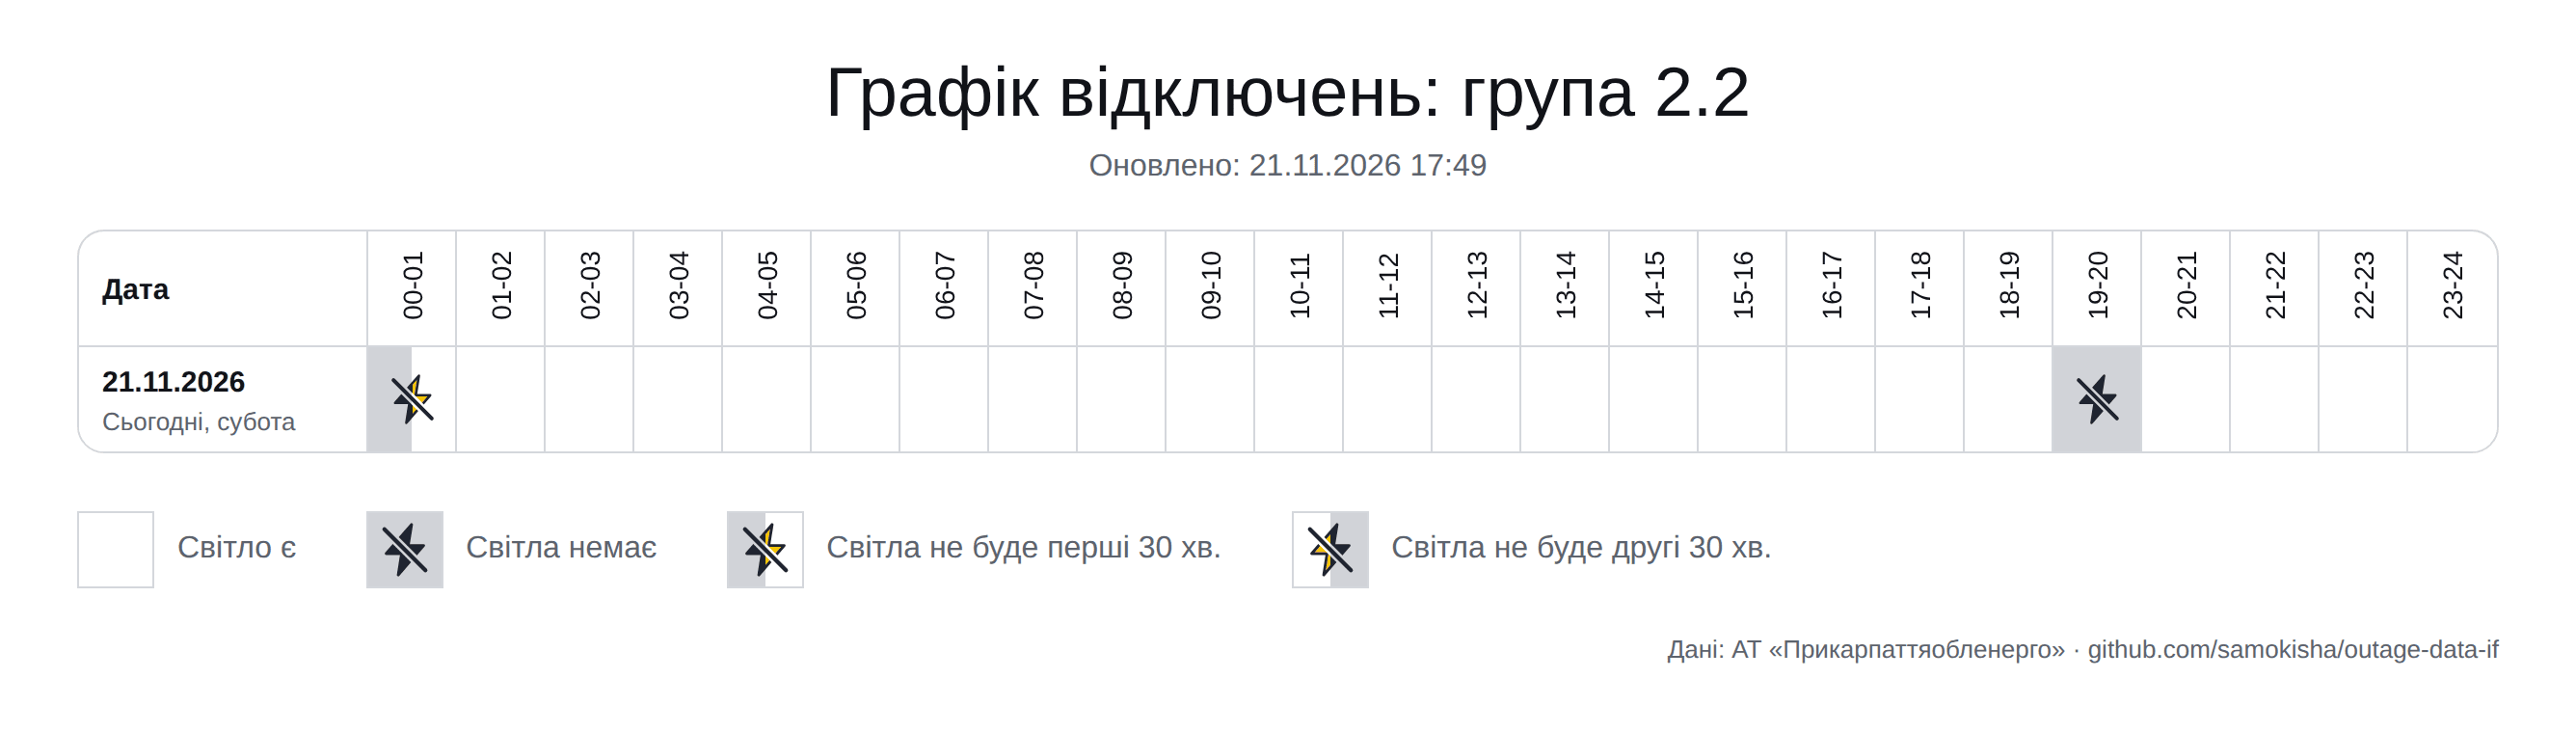 Графік відключень: група 2.2
Оновлено: 21.11.2026 17:49
Дата 00-01 01-02 02-03 03-04 04-05 05-06 06-07 07-08 08-09 09-10 10-11 11-12 12-13 13-14 14-15 15-16 16-17 17-18 18-19 19-20 20-21 21-22 22-23 23-24
21.11.2026
Сьогодні, субота
Світло є Світла немає Світла не буде перші 30 хв. Світла не буде другі 30 хв.
Дані: АТ «Прикарпаттяобленерго» · github.com/samokisha/outage-data-if